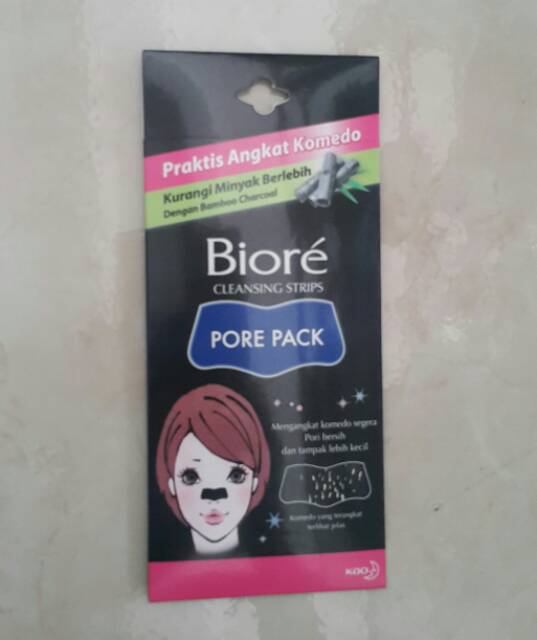 Praktis Angkat Komedo
Kurangi Minyak Berlebih
Dengan Bamboo Charcoal
Bioré
CLEANSING STRIPS
PORE PACK
Mengangkat komedo segera
Pori bersih
dan tampak lebih kecil
Komedo yang terangkat
terlihat jelas
KAO